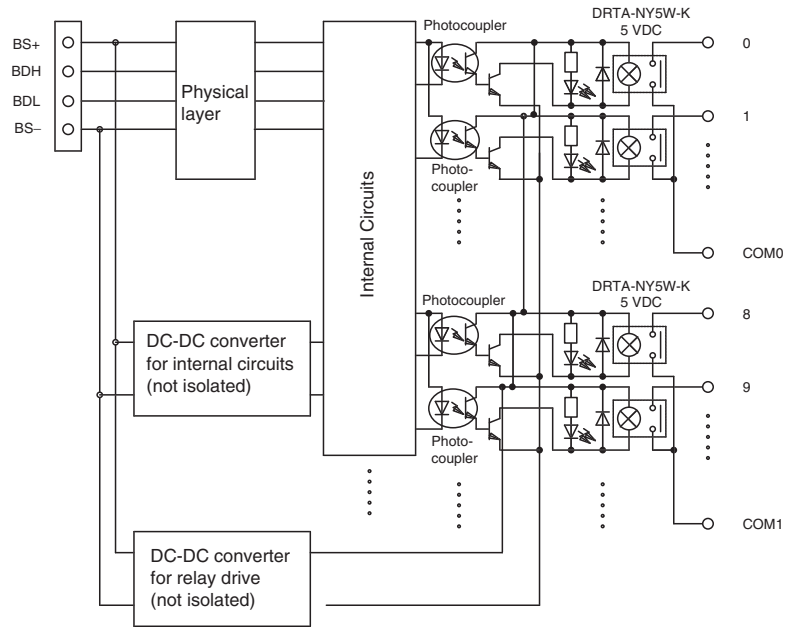 Photocoupler
DRTA-NY5W-K
5 VDC
BS+
BDH
BDL
BS–
Physical
layer
Internal Circuits
0
1
Photo-
coupler
COM0
DRTA-NY5W-K
5 VDC
Photocoupler
8
DC-DC converter
for internal circuits
(not isolated)
9
Photo-
coupler
COM1
DC-DC converter
for relay drive
(not isolated)